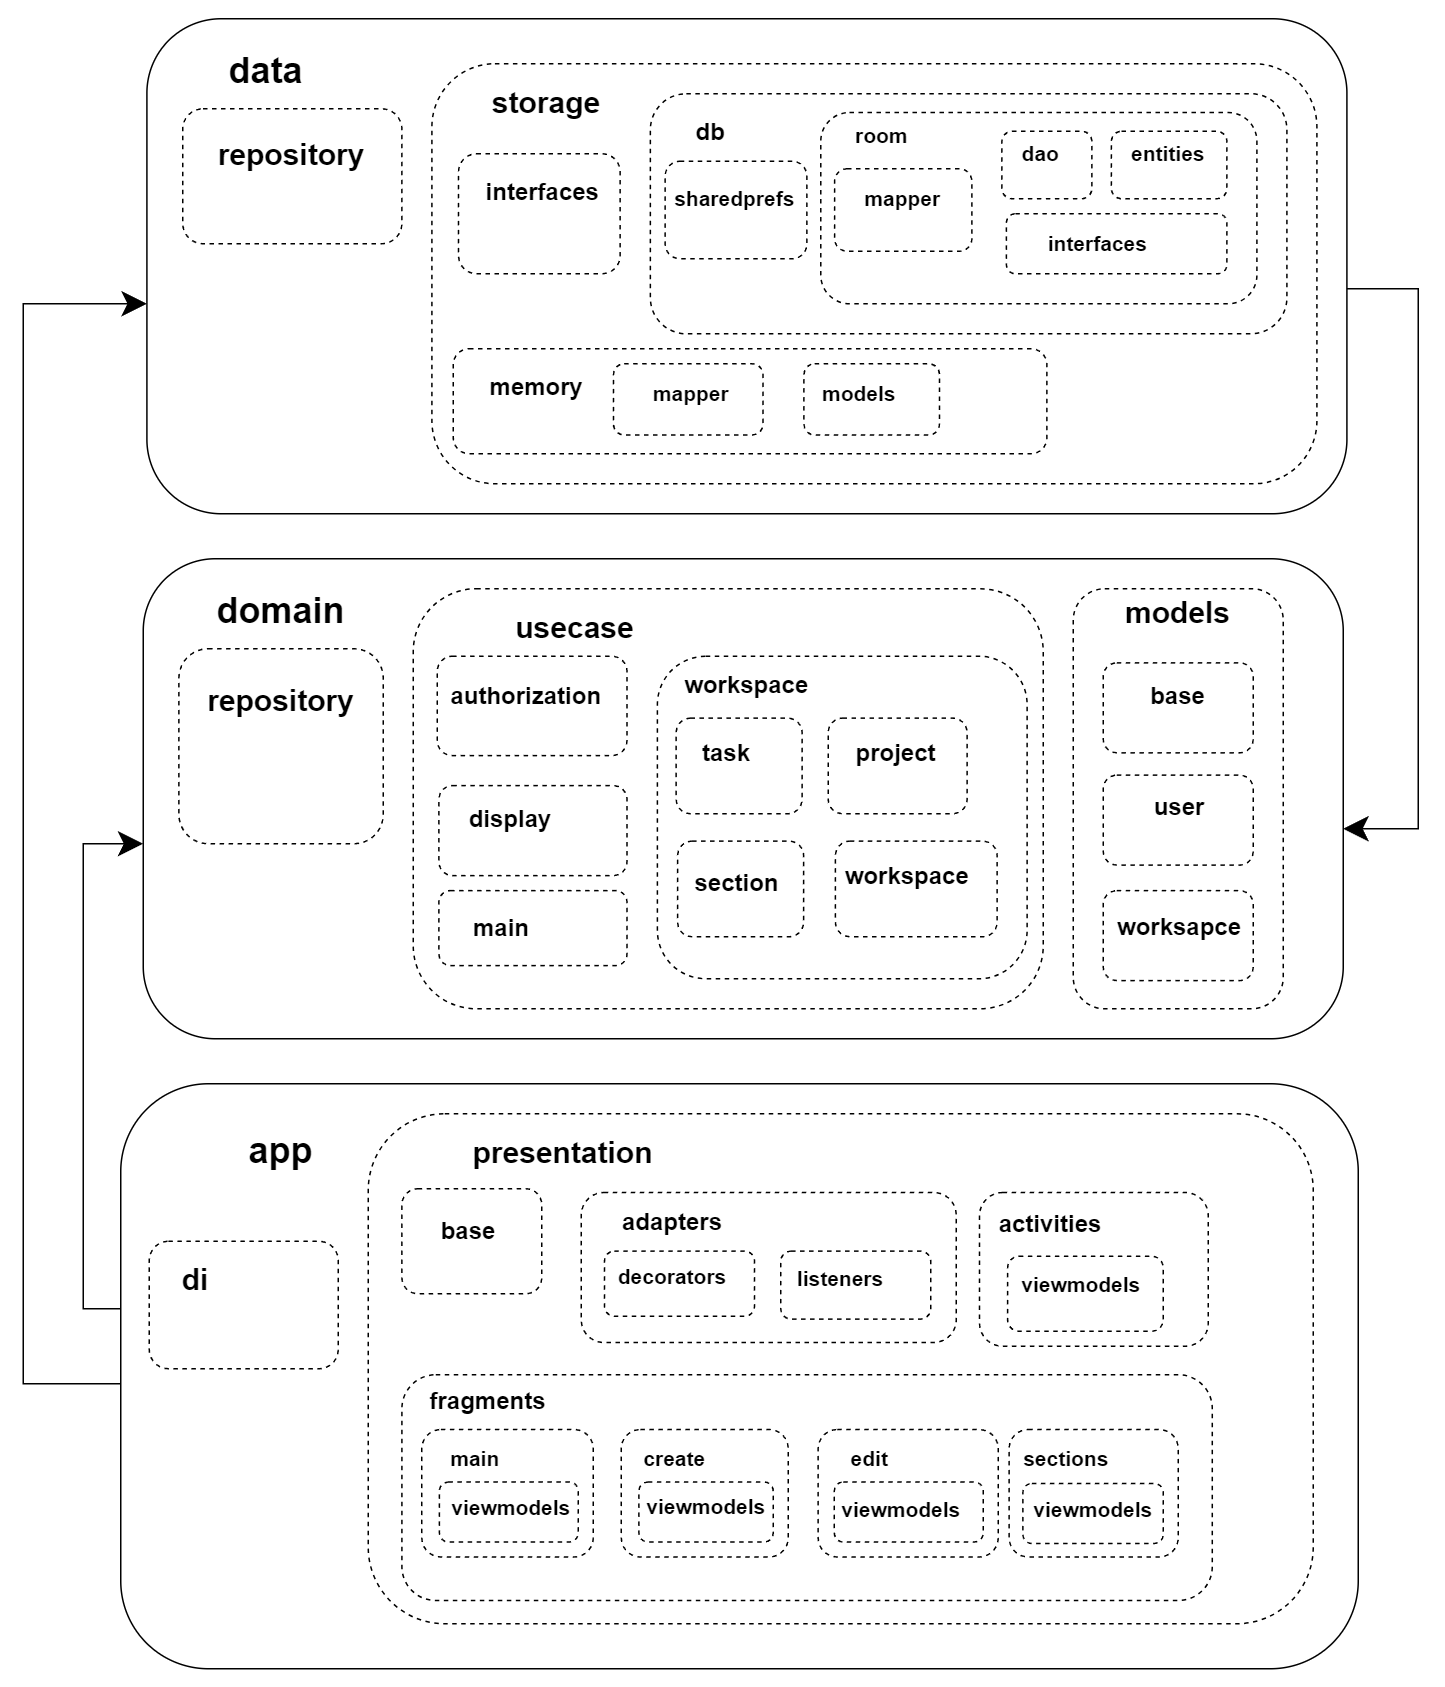 data
repository
storage
interfaces
db
sharedprefs
room
mapper
dao
entities
interfaces
memory
mapper
models
domain
repository
usecase
authorization
display
main
workspace
task
project
section
workspace
models
base
user
worksapce
app
di
presentation
base
adapters
decorators
listeners
activities
viewmodels
fragments
main
viewmodels
create
viewmodels
edit
viewmodels
sections
viewmodels